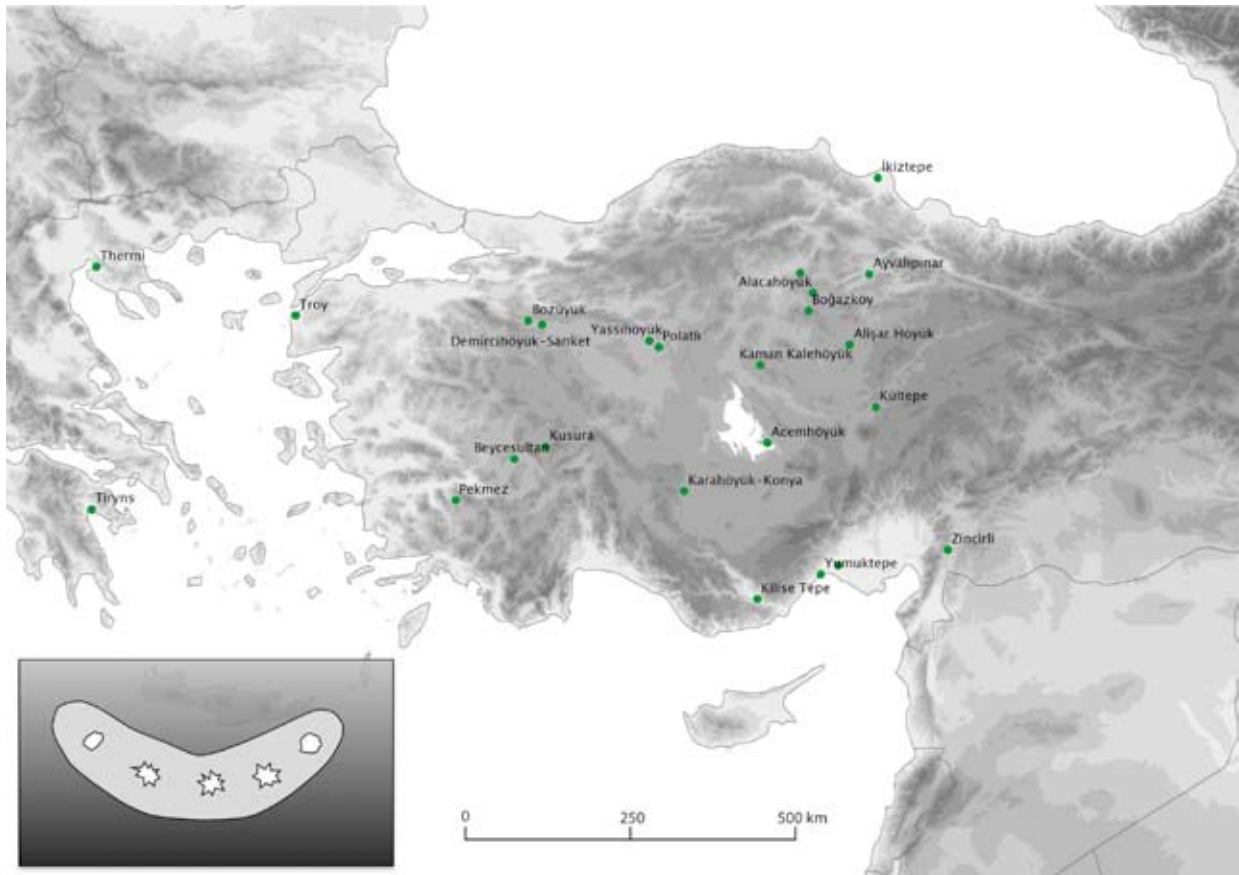 İkiztepe
Thermi
Ayvalıpınar
Alacahöyük
Boğazköy
Troy
Bozüyük
Demircihöyük-Sarıket
Yassıhöyük
Polatlı
Alişar Höyük
Kaman Kalehöyük
Kültepe
Acemhöyük
Kusura
Beycesultan
Karahöyük-Konya
Pekmez
Tiryns
Zincirli
Yumuktepe
Kilise Tepe
0 250 500 km